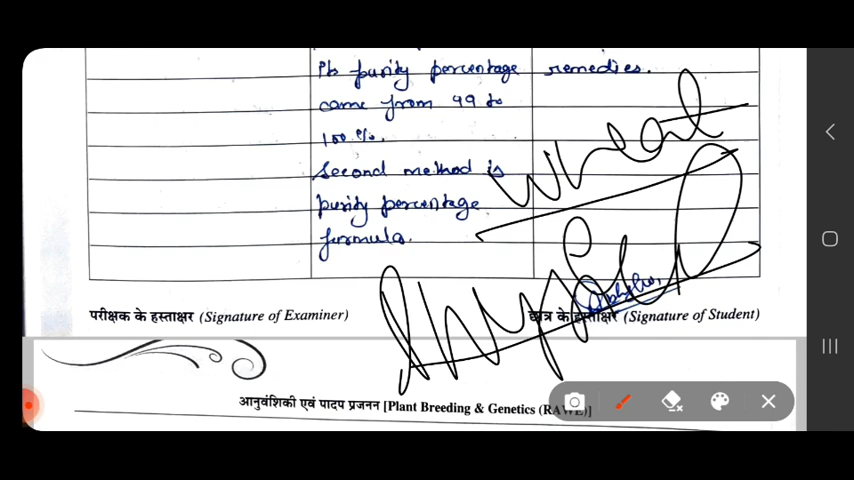 Pb purity percentage remedies.
came from 99 to
100%.
Second method is
purity percentage
formula.
wheat
परीक्षक के हस्ताक्षर (Signature of Examiner) छात्र के हस्ताक्षर (Signature of Student)
आनुवंशिकी एवं पादप प्रजनन [Plant Breeding & Genetics (RAWE)]